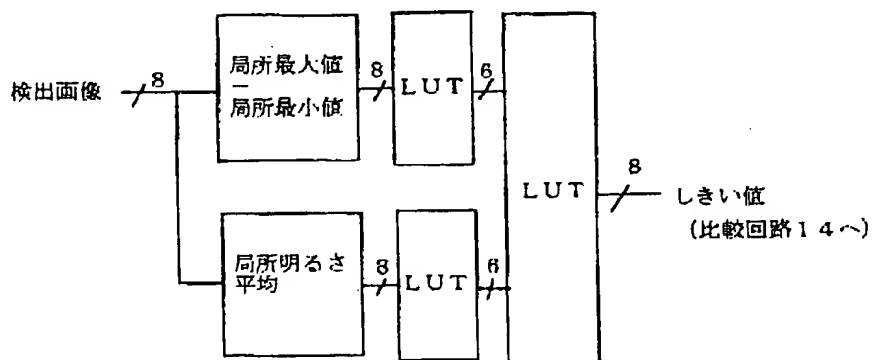 検出画像
8
局所最大値
－
局所最小値
8
LUT
6
LUT
8
しきい値
(比較回路14へ)
局所明るさ
平均
8
LUT
6